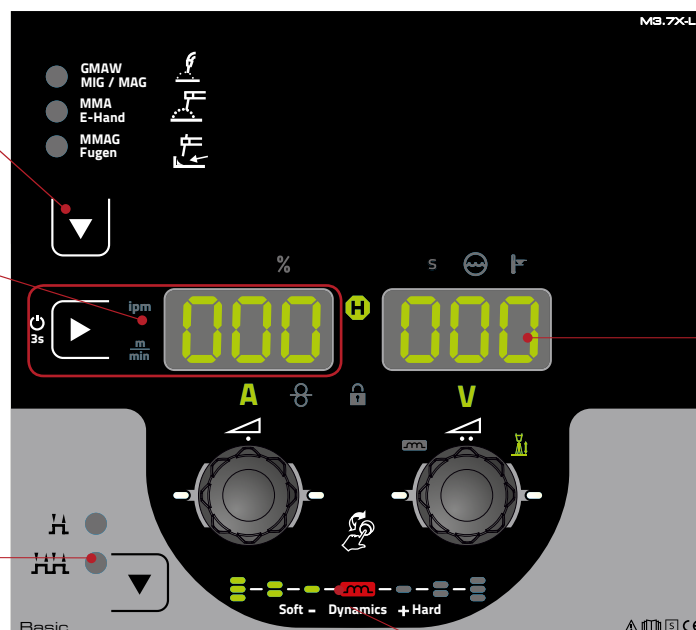 M3.7X-L
GMAW
MIG / MAG
MMA
E-Hand
MMAG
Fugen
% S
3s
ipm
m
min
000 H 000
A V
Soft - Dynamics + Hard
Basic
S